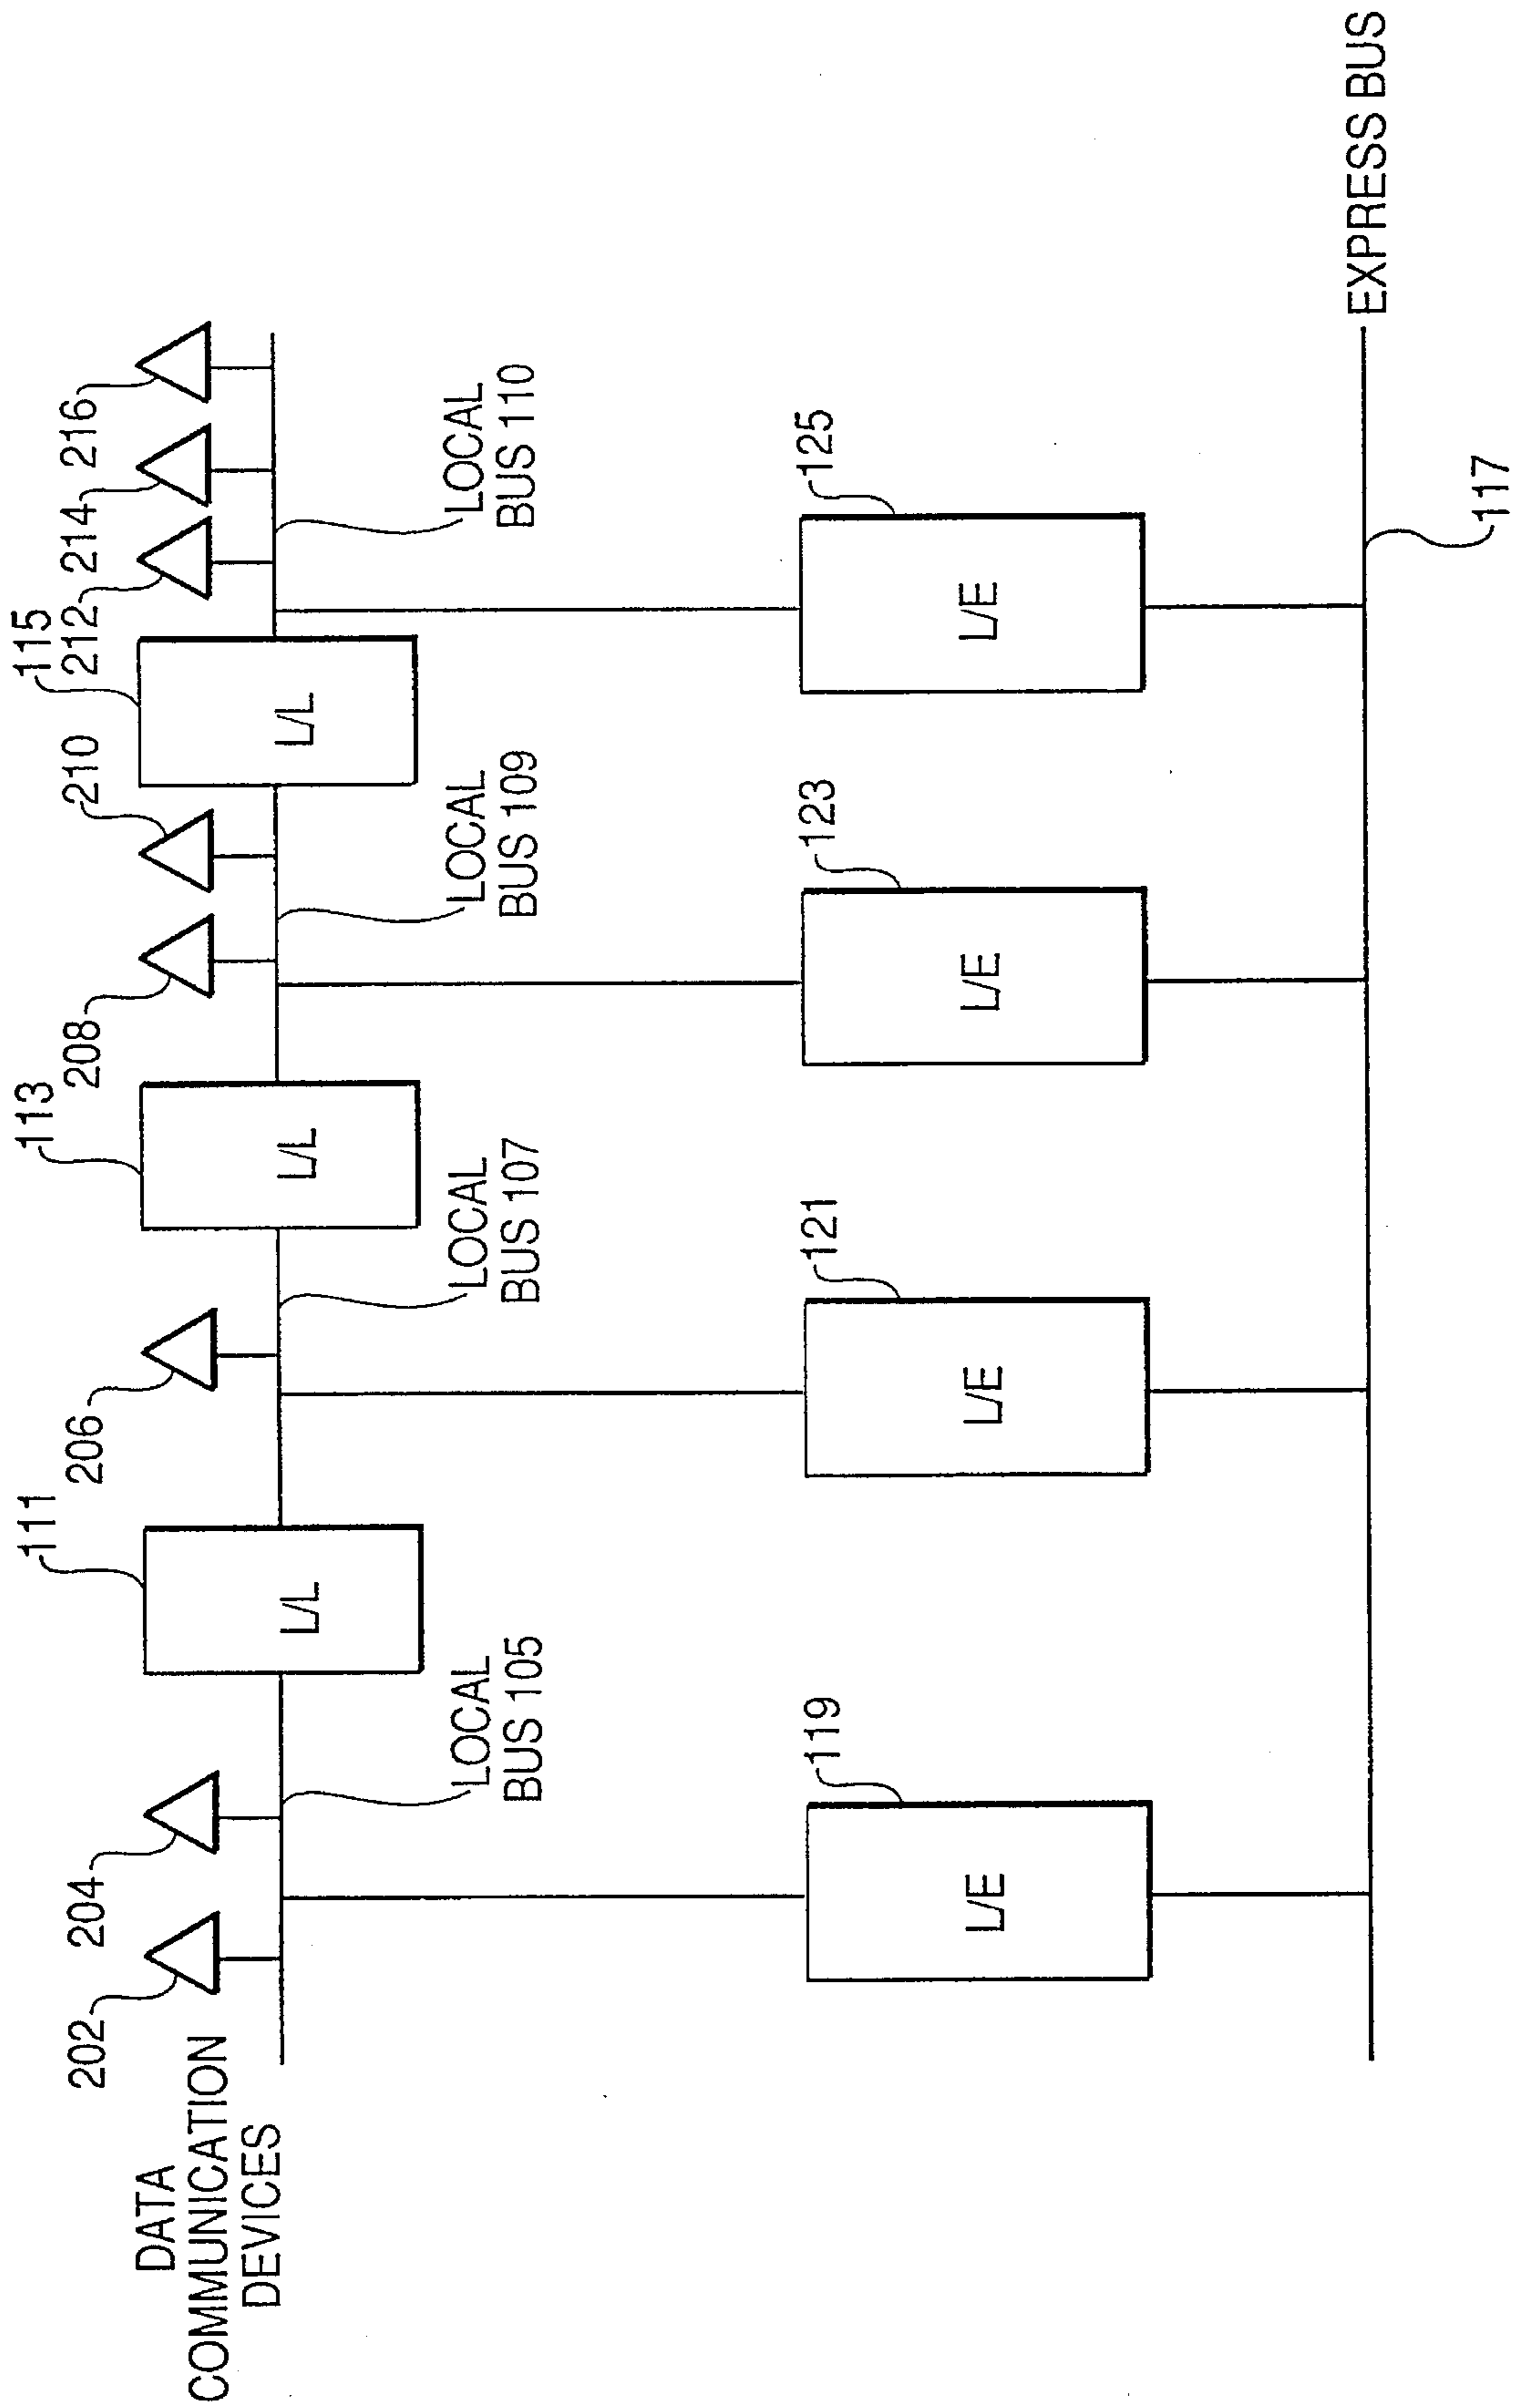 115
113
111
216
214
212
210
208
206
204
202
DATA
COMMUNICATION
DEVICES
L/L
L/L
L/L
LOCAL
BUS 105
LOCAL
BUS 107
LOCAL
BUS 109
LOCAL
BUS 110
119
121
123
125
L/E
L/E
L/E
L/E
EXPRESS BUS
117